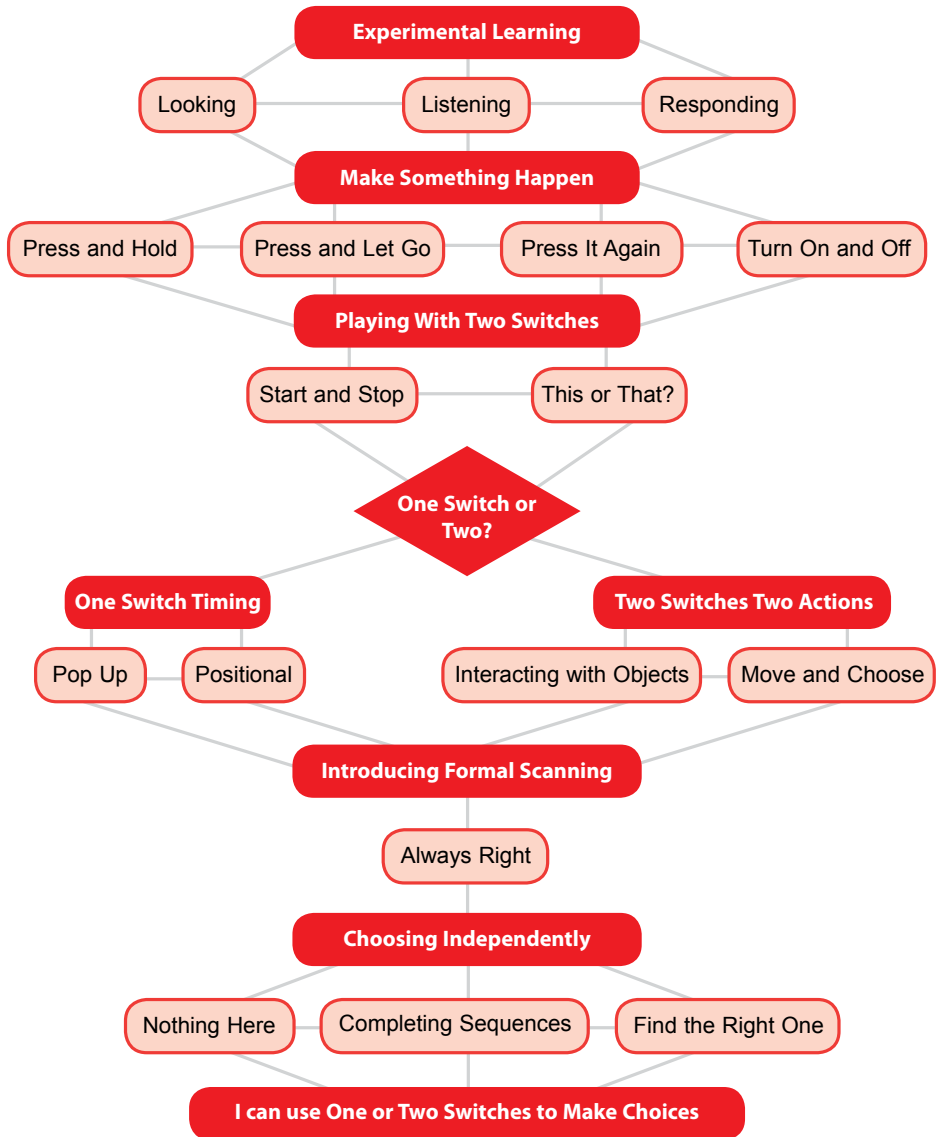 Experimental Learning
Looking
Listening
Responding
Make Something Happen
Press and Hold
Press and Let Go
Press It Again
Turn On and Off
Playing With Two Switches
Start and Stop
This or That?
One Switch or
Two?
One Switch Timing
Two Switches Two Actions
Pop Up
Positional
Interacting with Objects
Move and Choose
Introducing Formal Scanning
Always Right
Choosing Independently
Nothing Here
Completing Sequences
Find the Right One
I can use One or Two Switches to Make Choices